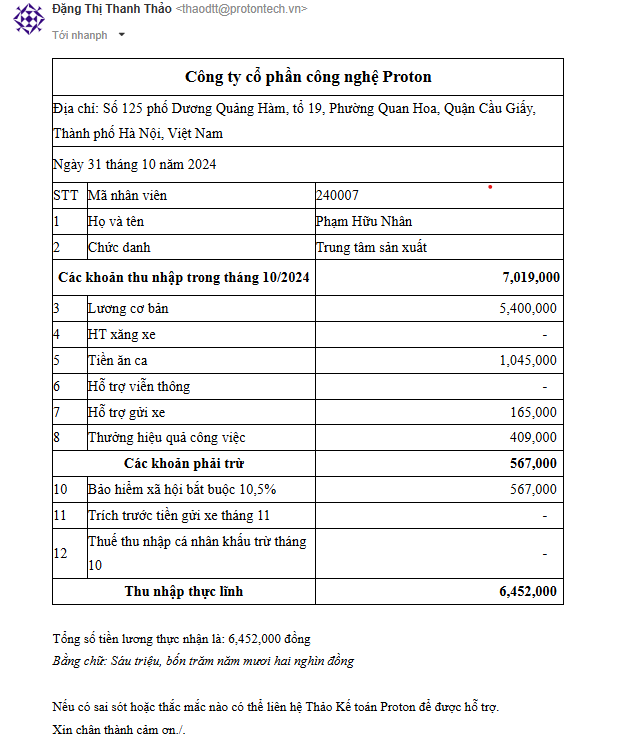 Đặng Thị Thanh Thảo <thaodtt@protontech.vn>
Tới nhanph
Công ty cổ phần công nghệ Proton
Địa chỉ: Số 125 phố Dương Quảng Hàm, tổ 19, Phường Quan Hoa, Quận Cầu Giấy,
Thành phố Hà Nội, Việt Nam
Ngày 31 tháng 10 năm 2024
STT Mã nhân viên 240007
1 Họ và tên Phạm Hữu Nhân
2 Chức danh Trung tâm sản xuất
Các khoản thu nhập trong tháng 10/2024 7,019,000
3 Lương cơ bản 5,400,000
4 HT xăng xe -
5 Tiền ăn ca 1,045,000
6 Hỗ trợ viễn thông -
7 Hỗ trợ gửi xe 165,000
8 Thưởng hiệu quả công việc 409,000
Các khoản phải trừ 567,000
10 Bảo hiểm xã hội bắt buộc 10,5% 567,000
11 Trích trước tiền gửi xe tháng 11 -
12 Thuế thu nhập cá nhân khấu trừ tháng
10 -
Thu nhập thực lĩnh 6,452,000
Tổng số tiền lương thực nhận là: 6,452,000 đồng
Bằng chữ: Sáu triệu, bốn trăm năm mươi hai nghìn đồng
Nếu có sai sót hoặc thắc mắc nào có thể liên hệ Thảo Kế toán Proton để được hỗ trợ.
Xin chân thành cảm ơn./.